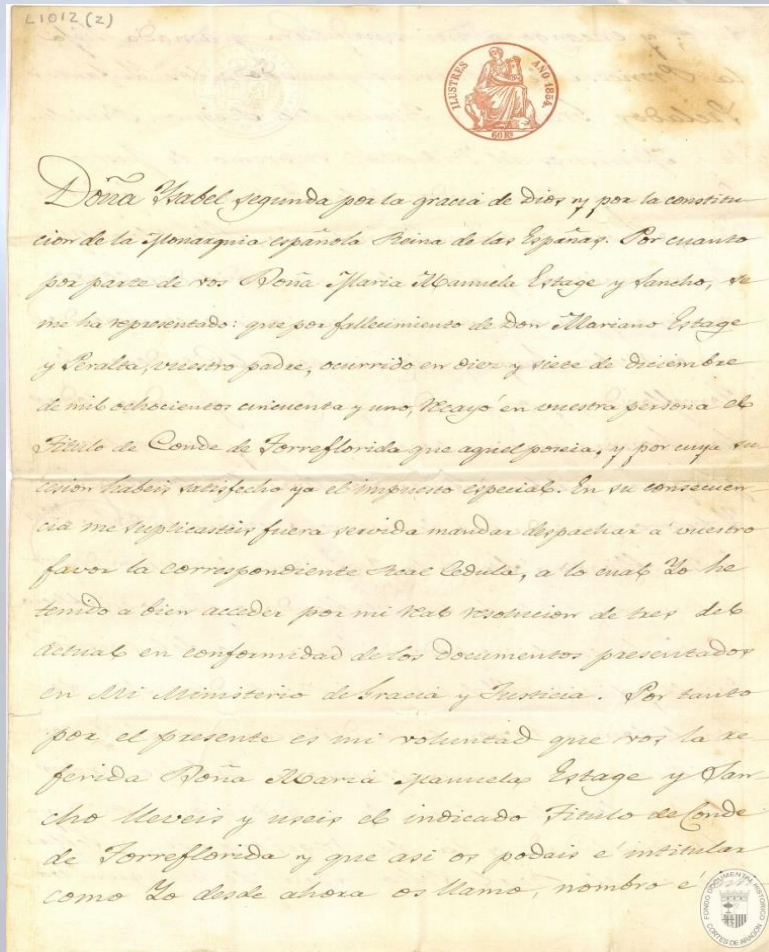 L1012(2)
ILUSTRES AÑO 1854.
60 Rs
Doña Ysabel segunda por la gracia de Dios y por la constitu
cion de la Monarquia española Reina de las Españas. Por cuanto
por parte de vos Doña Maria Manuela Estage y Sancho, se
me ha representado: que por fallecimiento de Don Mariano Estage
y Peralta, vuestro padre, ocurrido en diez y siete de diciembre
de mil ochocientos cincuenta y uno, recayó en vuestra persona el
Titulo de Conde de Torreflorida que aquel poseia, y por cuya su
cesion habeis satisfecho ya el impuesto especial. En su consecuen
cia me suplicasteis fuera servida mandar despachar á vuestro
favor la correspondiente Real Cedula, a lo cual Yo he
tenido a bien acceder por mi Real resolucion de tres del
actual en conformidad de los documentos presentados
en Mi Ministerio de Gracia y Justicia. Por tanto
por el presente es mi voluntad que vos la re
ferida Doña Maria Manuela Estage y San
cho lleveis y useis el indicado Titulo de Conde
de Torreflorida y que asi os podais é intitular
como Yo desde ahora os llamo, nombro é
FONDO DOCUMENTAL HISTÓRICO
CORTES DE ARAGÓN